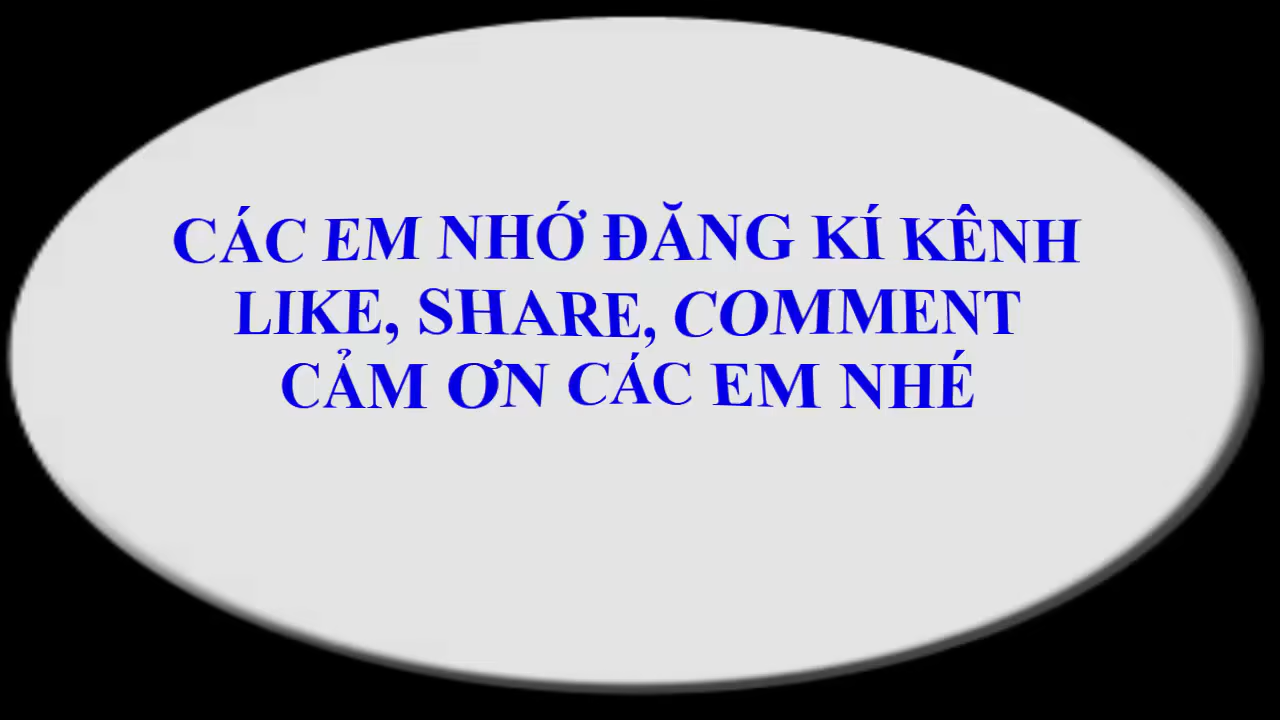 CÁC EM NHỚ ĐĂNG KÍ KÊNH
LIKE, SHARE, COMMENT
CẢM ƠN CÁC EM NHÉ